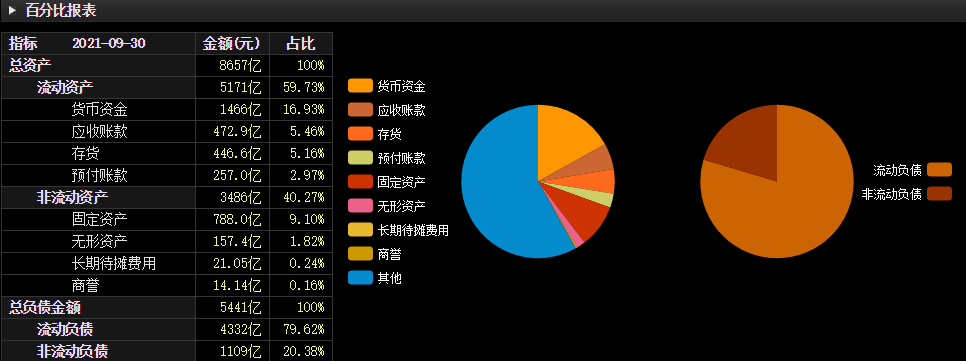 百分比报表
指标 2021-09-30 金额(元) 占比
总资产 8657亿 100%
流动资产 5171亿 59.73%
货币资金 1466亿 16.93%
应收账款 472.9亿 5.46%
存货 446.6亿 5.16%
预付账款 257.0亿 2.97%
非流动资产 3486亿 40.27%
固定资产 788.0亿 9.10%
无形资产 157.4亿 1.82%
长期待摊费用 21.05亿 0.24%
商誉 14.14亿 0.16%
总负债金额 5441亿 100%
流动负债 4332亿 79.62%
非流动负债 1109亿 20.38%
货币资金
应收账款
存货
预付账款
固定资产
无形资产
长期待摊费用
商誉
其他
流动负债
非流动负债